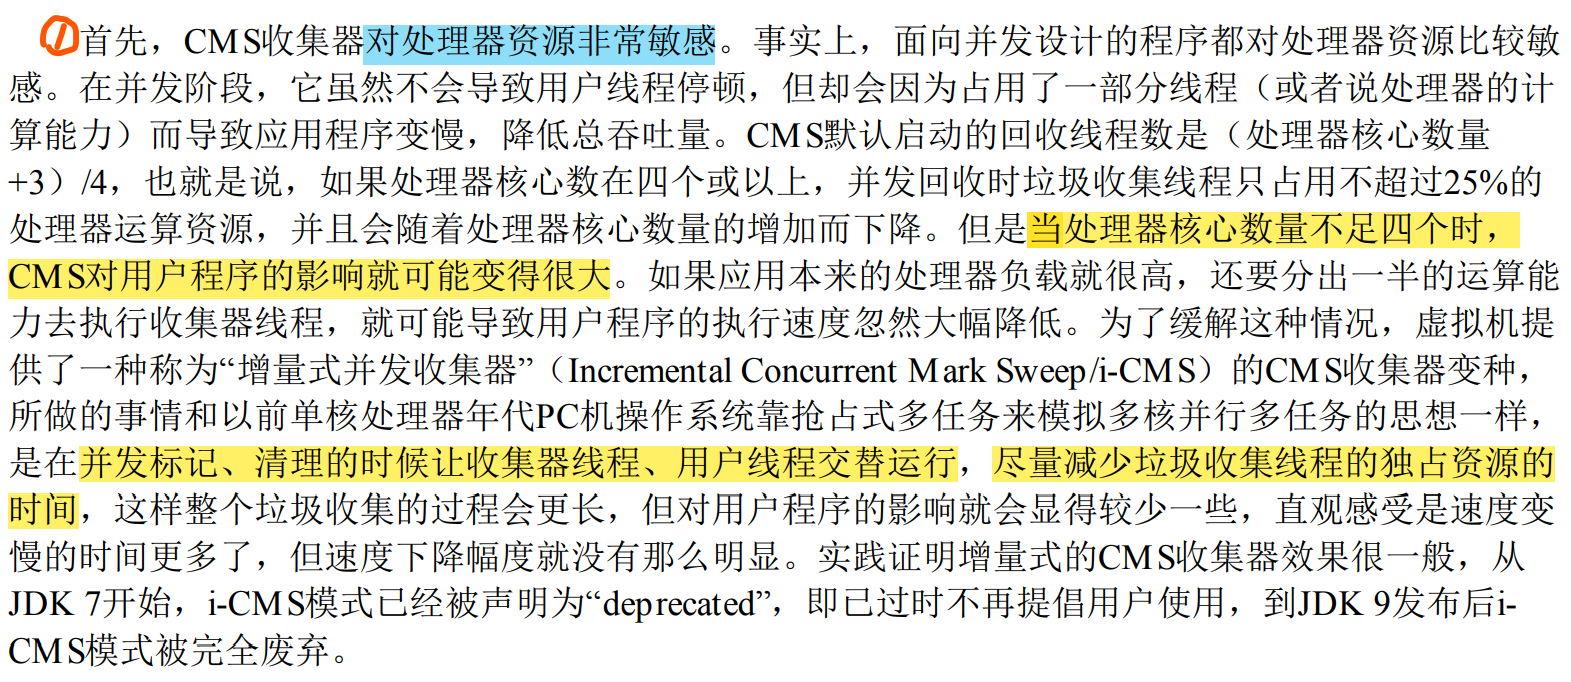 ①首先，CMS收集器对处理器资源非常敏感。事实上，面向并发设计的程序都对处理器资源比较敏
感。在并发阶段，它虽然不会导致用户线程停顿，但却会因为占用了一部分线程（或者说处理器的计
算能力）而导致应用程序变慢，降低总吞吐量。CMS默认启动的回收线程数是（处理器核心数量
+3）/4，也就是说，如果处理器核心数在四个或以上，并发回收时垃圾收集线程只占用不超过25%的
处理器运算资源，并且会随着处理器核心数量的增加而下降。但是当处理器核心数量不足四个时，
CMS对用户程序的影响就可能变得很大。如果应用本来的处理器负载就很高，还要分出一半的运算能
力去执行收集器线程，就可能导致用户程序的执行速度忽然大幅降低。为了缓解这种情况，虚拟机提
供了一种称为“增量式并发收集器”（Incremental Concurrent Mark Sweep/i-CMS）的CMS收集器变种，
所做的事情和以前单核处理器年代PC机操作系统靠抢占式多任务来模拟多核并行多任务的思想一样，
是在并发标记、清理的时候让收集器线程、用户线程交替运行，尽量减少垃圾收集线程的独占资源的
时间，这样整个垃圾收集的过程会更长，但对用户程序的影响就会显得较少一些，直观感受是速度变
慢的时间更多了，但速度下降幅度就没有那么明显。实践证明增量式的CMS收集器效果很一般，从
JDK 7开始，i-CMS模式已经被声明为“deprecated”，即已过时不再提倡用户使用，到JDK 9发布后i-
CMS模式被完全废弃。